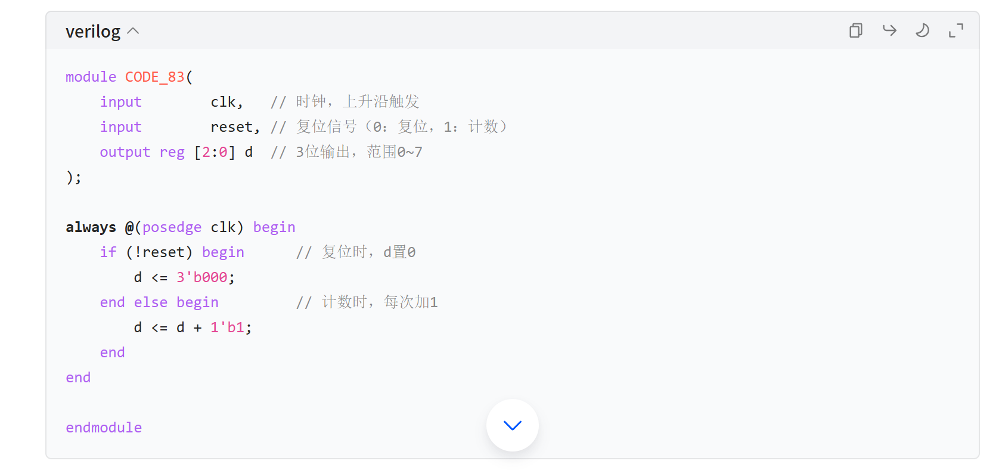 verilog
module CODE_83(
    input        clk,   // 时钟，上升沿触发
    input        reset, // 复位信号（0：复位，1：计数）
    output reg [2:0] d  // 3位输出，范围0~7
);
always @(posedge clk) begin
    if (!reset) begin      // 复位时，d置0
        d <= 3'b000;
    end else begin         // 计数时，每次加1
        d <= d + 1'b1;
    end
end
endmodule